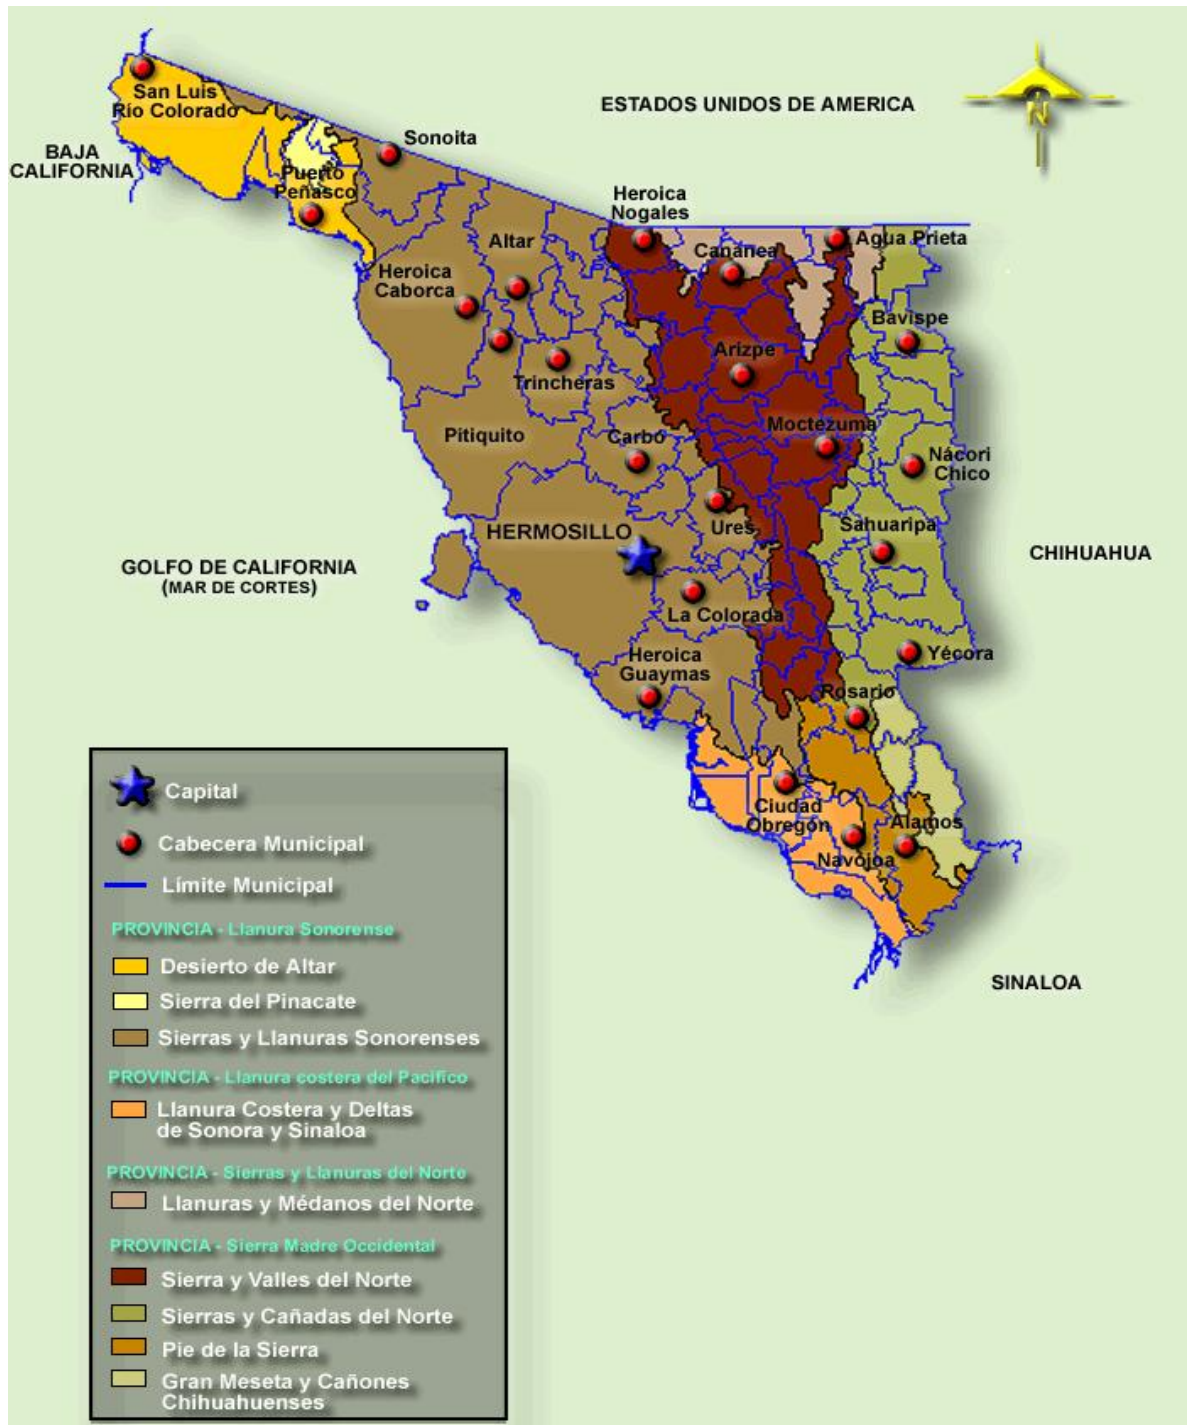 ESTADOS UNIDOS DE AMERICA
N
San Luis
Río Colorado
BAJA
CALIFORNIA
Sonoita
Puerto
Peñasco
Heroica
Nogales
Agua Prieta
Cananea
Altar
Heroica
Caborca
Bavispe
Arizpe
Trincheras
Moctezuma
Pitiquito
Carbo
Nácori
Chico
Sahuaripa
Ures
HERMOSILLO
CHIHUAHUA
GOLFO DE CALIFORNIA
(MAR DE CORTES)
La Colorada
Heroica
Guaymas
Yécora
Rosario
Ciudad
Obregón
Alamos
Navojoa
SINALOA
Capital
Cabecera Municipal
Límite Municipal
PROVINCIA - Llanura Sonorense
Desierto de Altar
Sierra del Pinacate
Sierras y Llanuras Sonorenses
PROVINCIA - Llanura costera del Pacifico
Llanura Costera y Deltas
de Sonora y Sinaloa
PROVINCIA - Sierras y Llanuras del Norte
Llanuras y Médanos del Norte
PROVINCIA - Sierra Madre Occidental
Sierra y Valles del Norte
Sierras y Cañadas del Norte
Pie de la Sierra
Gran Meseta y Cañones
Chihuahuenses